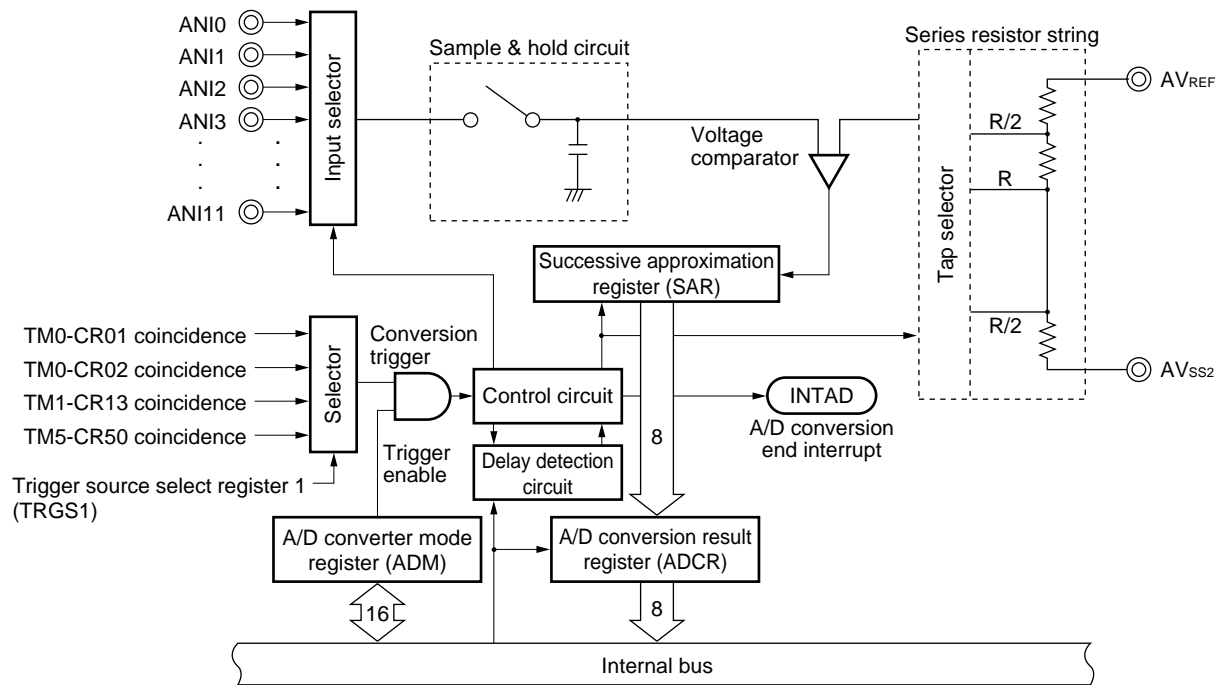 ANI0
ANI1
ANI2
ANI3
ANI11
Input selector
Sample & hold circuit
Series resistor string
AVREF
R/2
R
R/2
Tap selector
AVSS2
Voltage
comparator
Successive approximation
register (SAR)
TM0-CR01 coincidence
TM0-CR02 coincidence
TM1-CR13 coincidence
TM5-CR50 coincidence
Selector
Conversion
trigger
Control circuit
INTAD
A/D conversion
end interrupt
Trigger
enable
Delay detection
circuit
8
Trigger source select register 1
(TRGS1)
A/D converter mode
register (ADM)
A/D conversion result
register (ADCR)
16
8
Internal bus